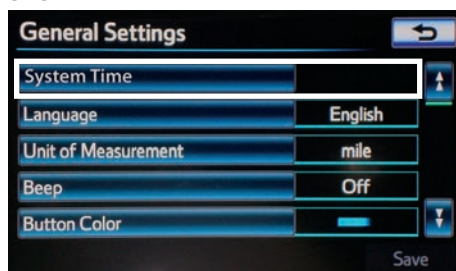 General Settings
System Time
Language English
Unit of Measurement mile
Beep Off
Button Color
Save